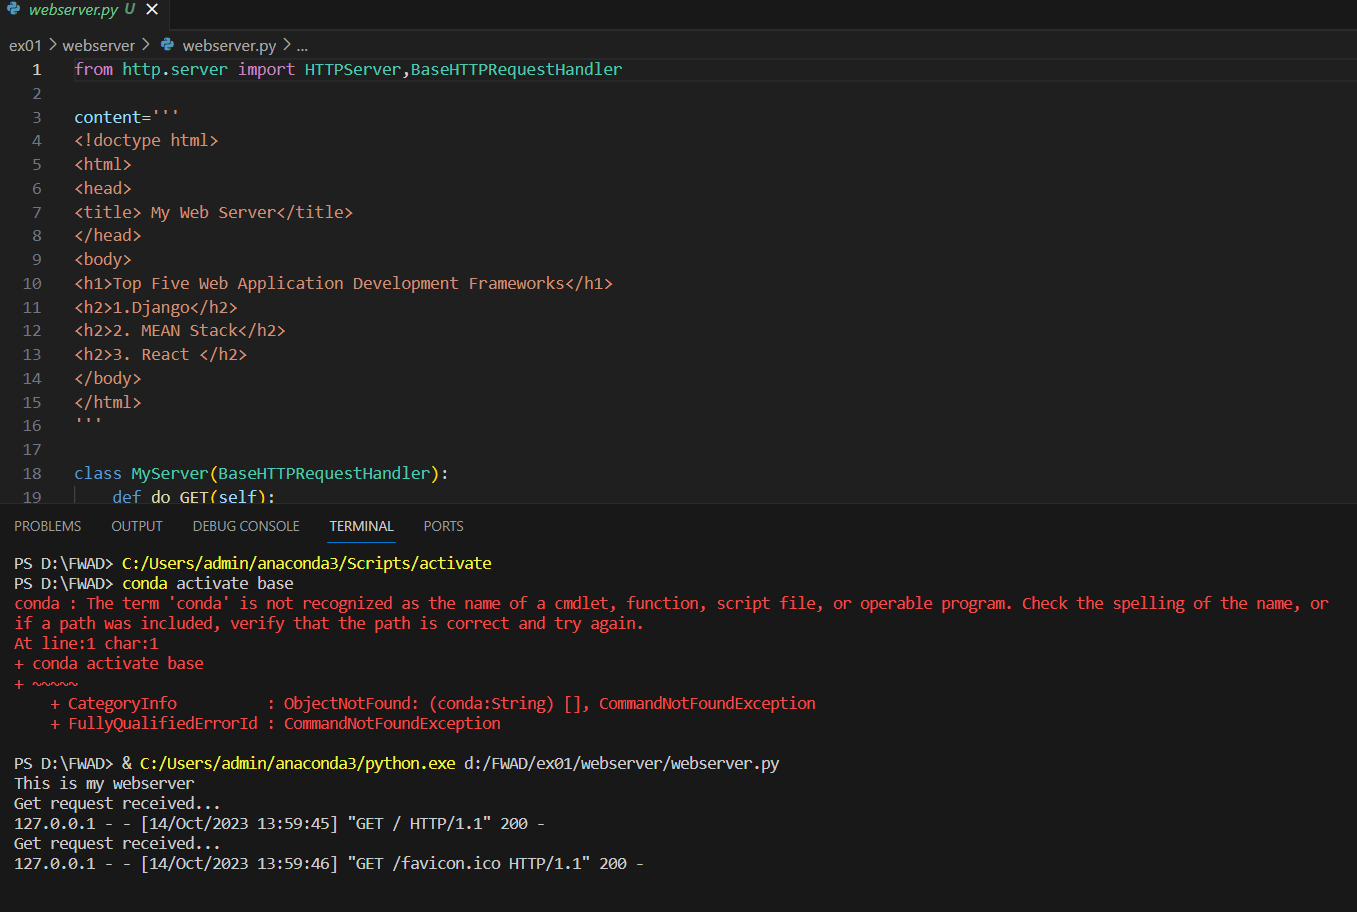 webserver.py U
ex01 > webserver > webserver.py > ...
1 from http.server import HTTPServer,BaseHTTPRequestHandler
2
3 content='''
4 <!doctype html>
5 <html>
6 <head>
7 <title> My Web Server</title>
8 </head>
9 <body>
10 <h1>Top Five Web Application Development Frameworks</h1>
11 <h2>1.Django</h2>
12 <h2>2. MEAN Stack</h2>
13 <h2>3. React </h2>
14 </body>
15 </html>
16 '''
17
18 class MyServer(BaseHTTPRequestHandler):
19     def do_GET(self):
PROBLEMS OUTPUT DEBUG CONSOLE TERMINAL PORTS
PS D:\FWAD> C:/Users/admin/anaconda3/Scripts/activate
PS D:\FWAD> conda activate base
conda : The term 'conda' is not recognized as the name of a cmdlet, function, script file, or operable program. Check the spelling of the name, or
if a path was included, verify that the path is correct and try again.
At line:1 char:1
+ conda activate base
+ ~~~~~
    + CategoryInfo          : ObjectNotFound: (conda:String) [], CommandNotFoundException
    + FullyQualifiedErrorId : CommandNotFoundException
PS D:\FWAD> & C:/Users/admin/anaconda3/python.exe d:/FWAD/ex01/webserver/webserver.py
This is my webserver
Get request received...
127.0.0.1 - - [14/Oct/2023 13:59:45] "GET / HTTP/1.1" 200 -
Get request received...
127.0.0.1 - - [14/Oct/2023 13:59:46] "GET /favicon.ico HTTP/1.1" 200 -